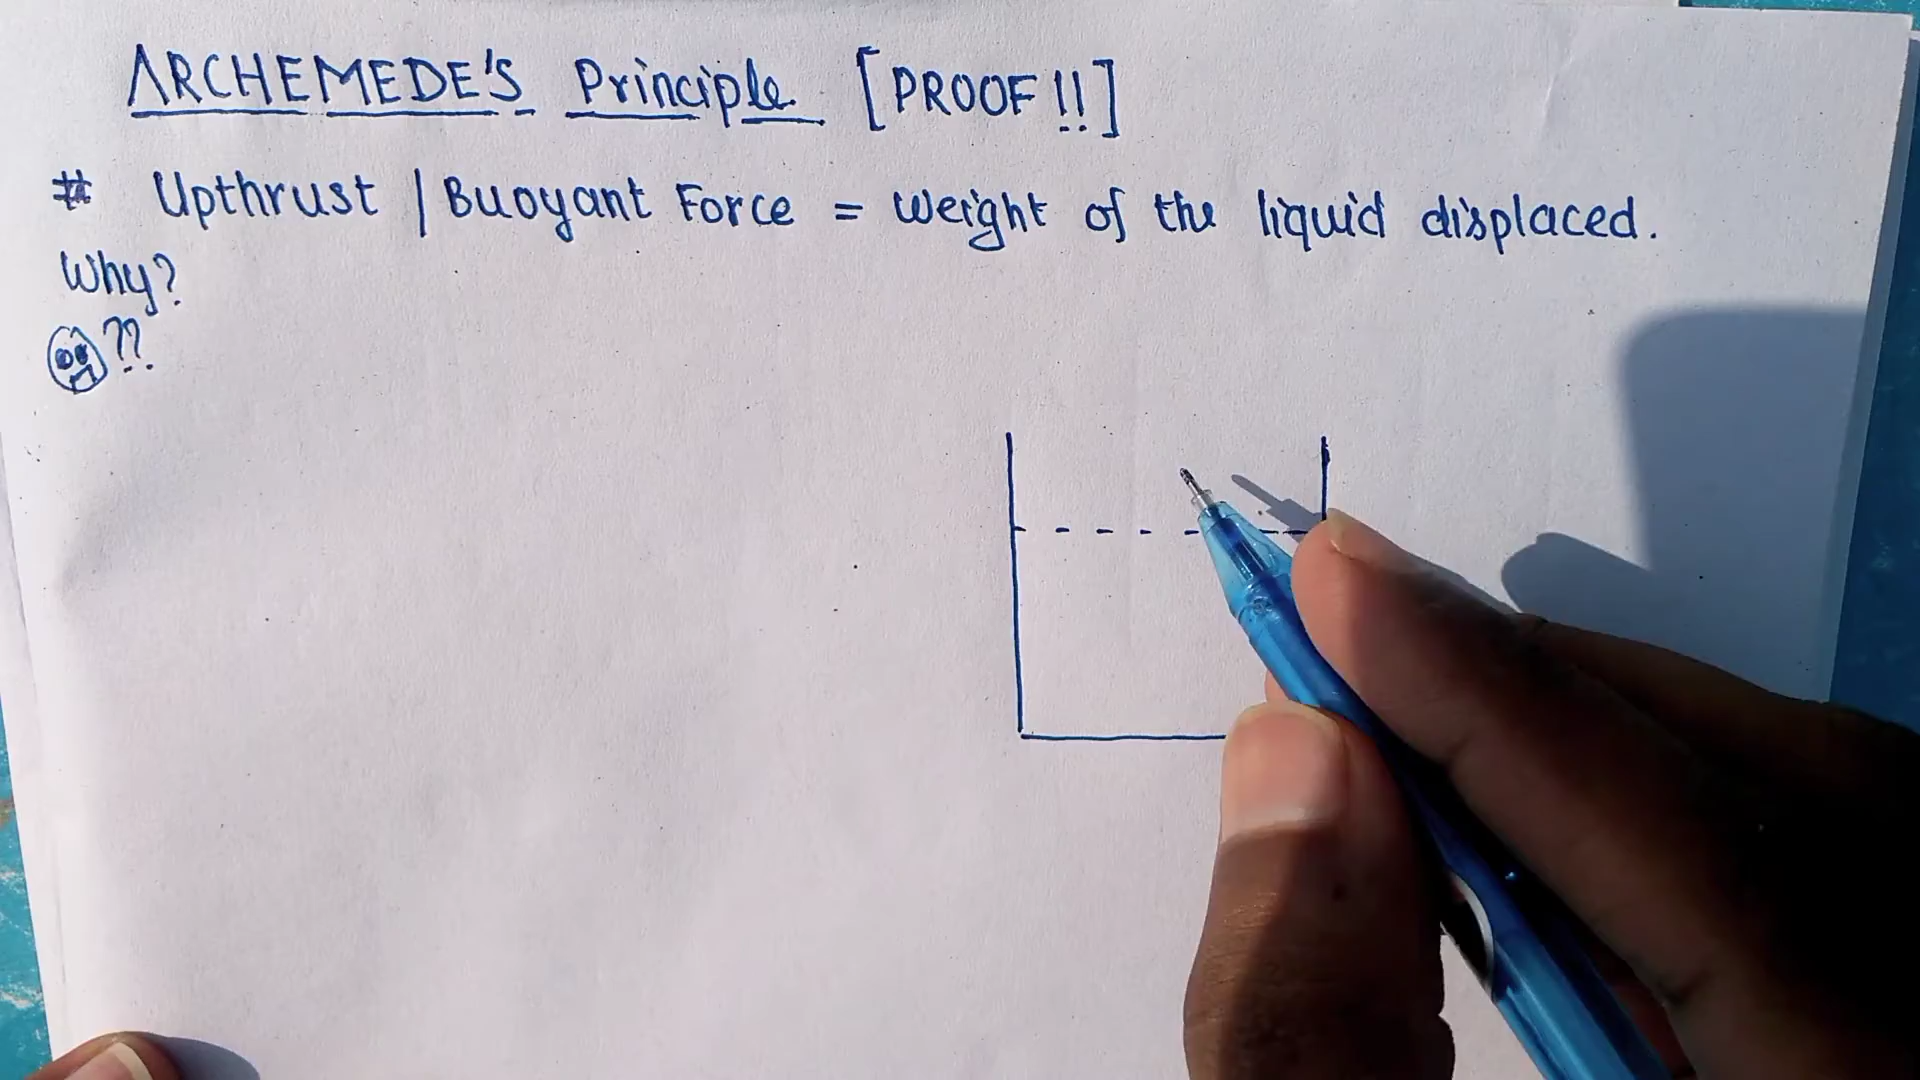 ARCHEMEDE'S Principle [PROOF!!]
# Upthrust / Buoyant Force = Weight of the liquid displaced.
Why?
??